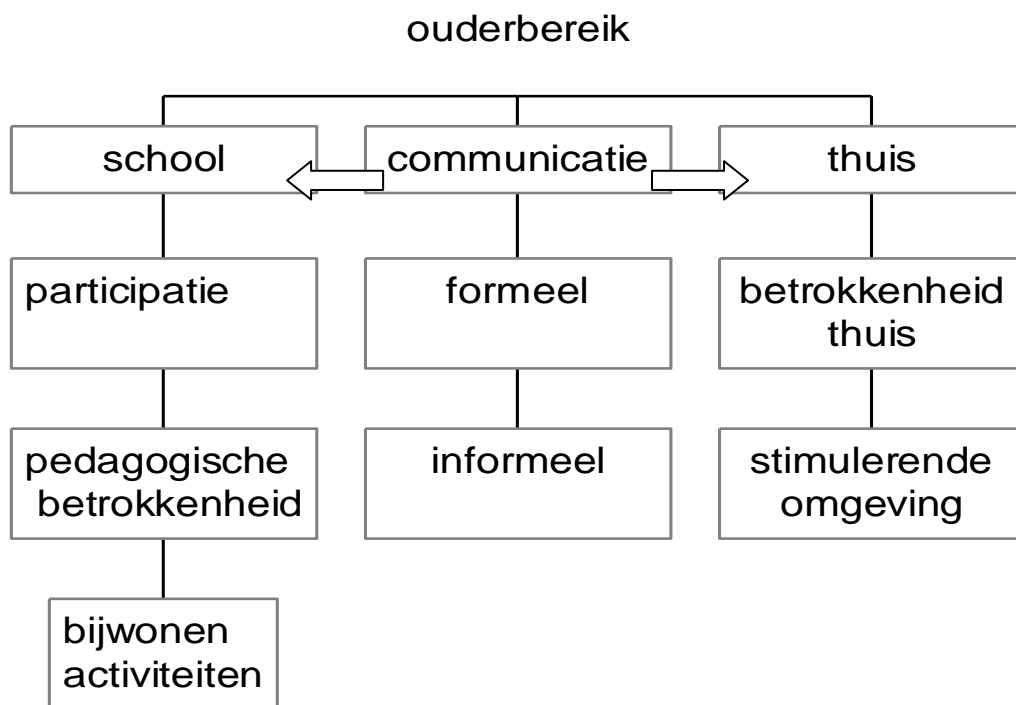 ouderbereik
school
communicatie
thuis
participatie
formeel
betrokkenheid
thuis
pedagogische
betrokkenheid
informeel
stimulerende
omgeving
bijwonen
activiteiten